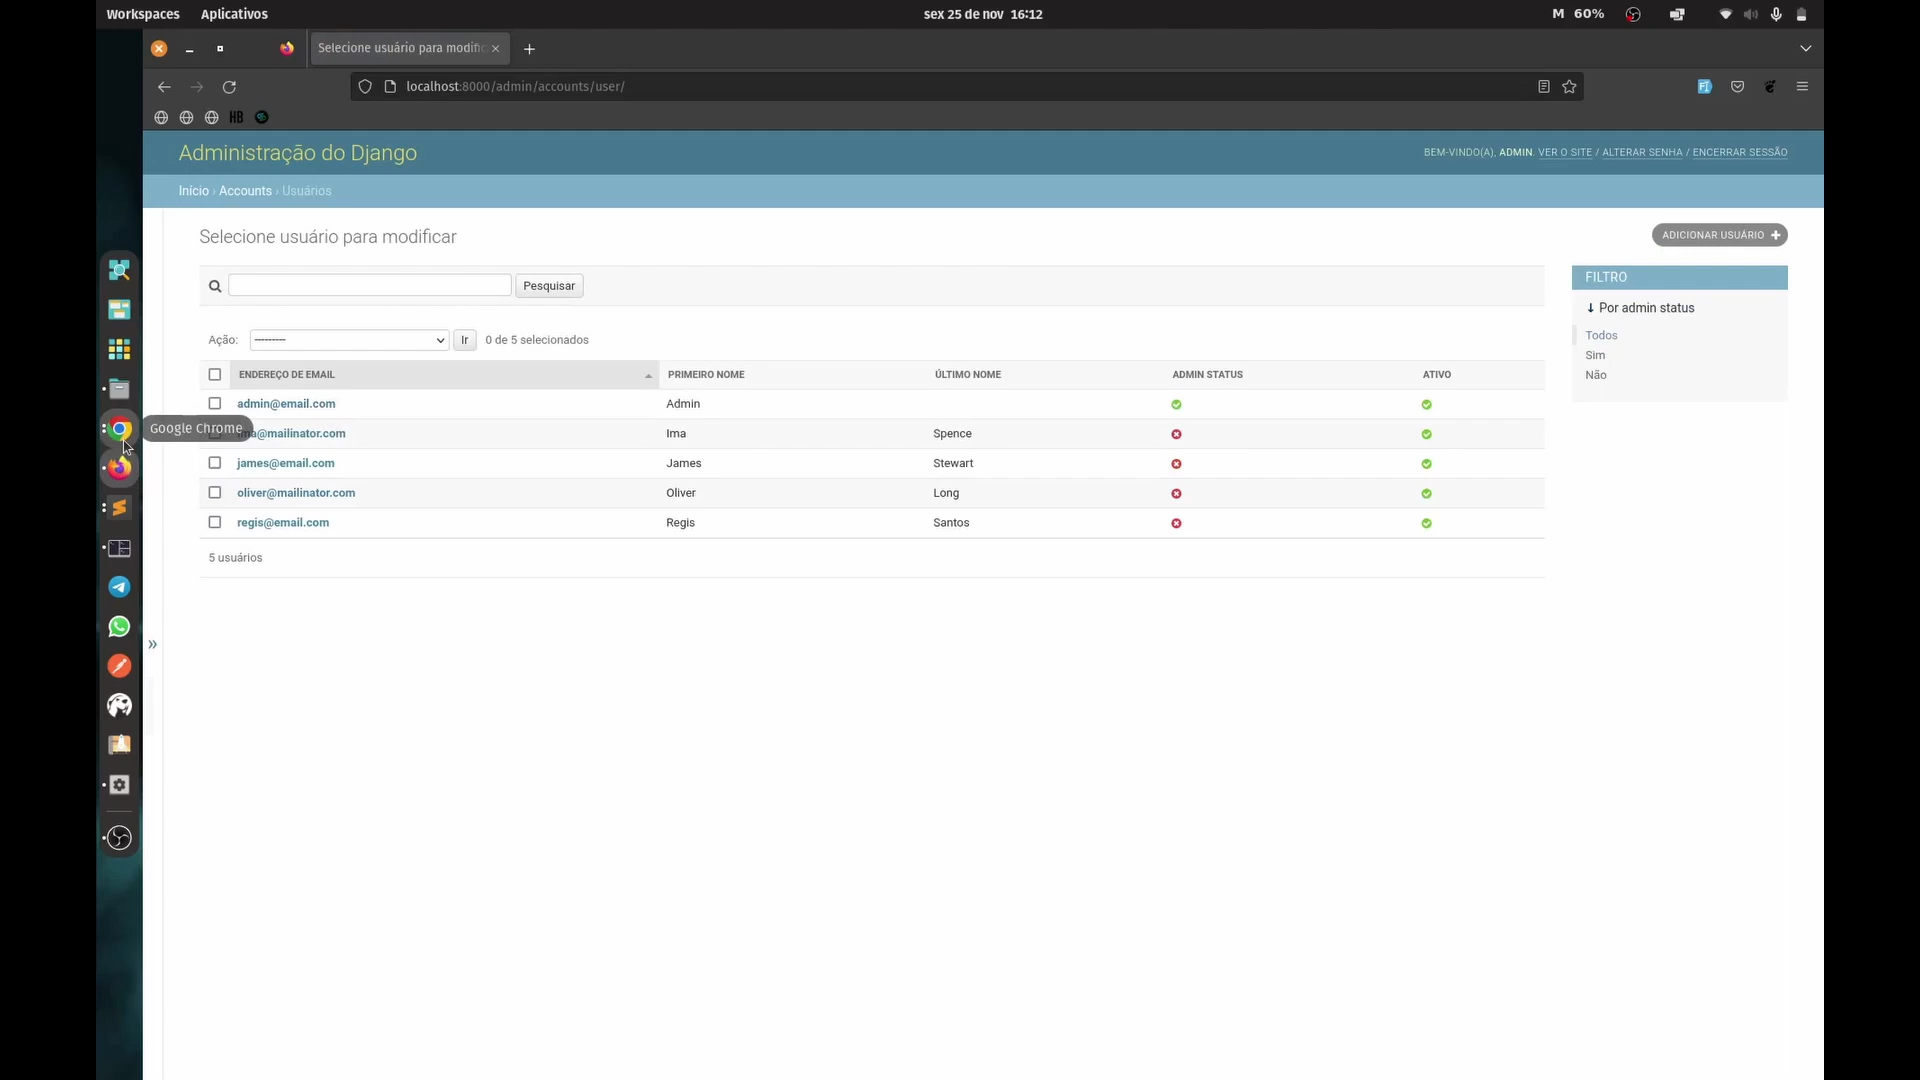 Workspaces Aplicativos sex 25 de nov 16:12 M 60%
Selecione usuário para modific
localhost:8000/admin/accounts/user/
HB
Administração do Django BEM-VINDO(A), ADMIN. VER O SITE / ALTERAR SENHA / ENCERRAR SESSÃO
Início › Accounts › Usuários
Selecione usuário para modificar ADICIONAR USUÁRIO
Pesquisar
FILTRO
Por admin status
Todos
Sim
Não
Ação: --------- Ir 0 de 5 selecionados
ENDEREÇO DE EMAIL PRIMEIRO NOME ÚLTIMO NOME ADMIN STATUS ATIVO
admin@email.com Admin
Google Chrome
ma@mailinator.com Ima Spence
james@email.com James Stewart
oliver@mailinator.com Oliver Long
regis@email.com Regis Santos
5 usuários
»